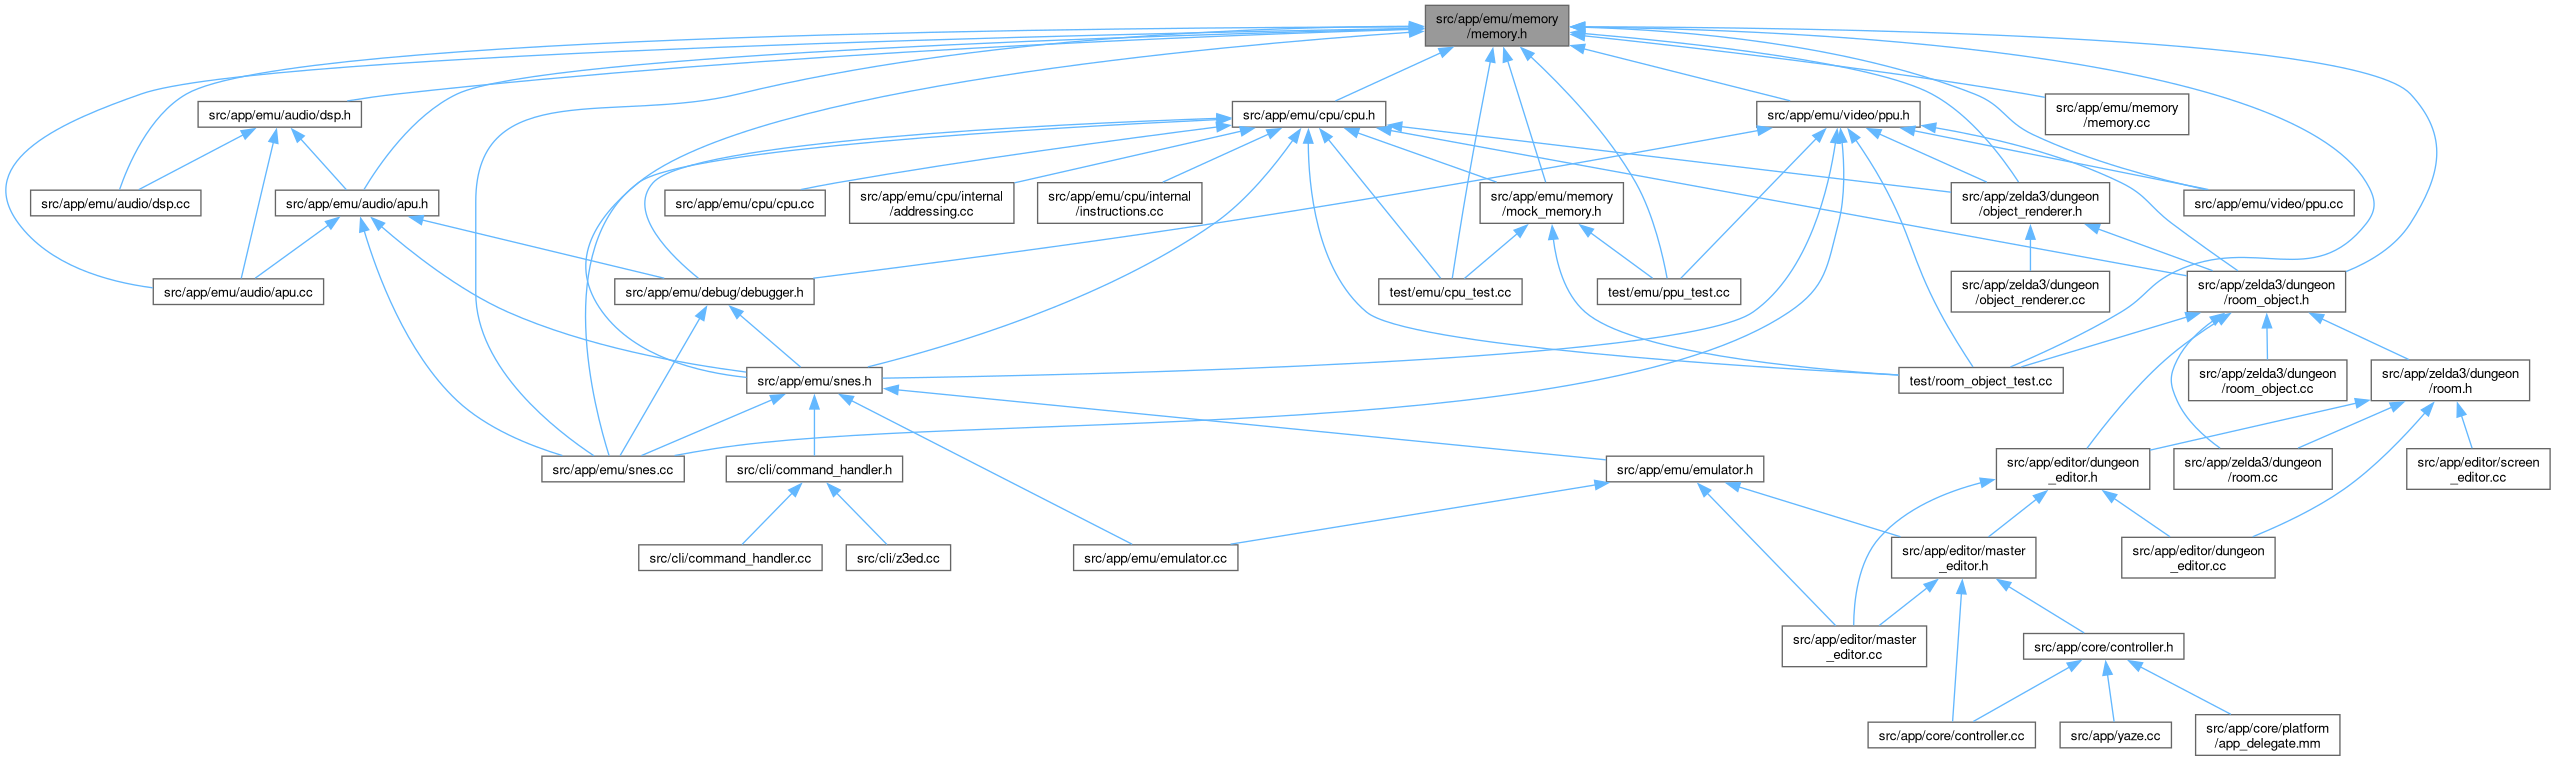 src/app/emu/memory
/memory.h
src/app/emu/audio/dsp.h
src/app/emu/cpu/cpu.h
src/app/emu/video/ppu.h
src/app/emu/memory
/memory.cc
src/app/emu/audio/dsp.cc
src/app/emu/audio/apu.h
src/app/emu/cpu/cpu.cc
src/app/emu/cpu/internal
/addressing.cc
src/app/emu/cpu/internal
/instructions.cc
src/app/emu/memory
/mock_memory.h
src/app/zelda3/dungeon
/object_renderer.h
src/app/emu/video/ppu.cc
src/app/emu/audio/apu.cc
src/app/emu/debug/debugger.h
test/emu/cpu_test.cc
test/emu/ppu_test.cc
src/app/zelda3/dungeon
/object_renderer.cc
src/app/zelda3/dungeon
/room_object.h
src/app/emu/snes.h
test/room_object_test.cc
src/app/zelda3/dungeon
/room_object.cc
src/app/zelda3/dungeon
/room.h
src/app/emu/snes.cc
src/cli/command_handler.h
src/app/emu/emulator.h
src/app/editor/dungeon
_editor.h
src/app/zelda3/dungeon
/room.cc
src/app/editor/screen
_editor.cc
src/cli/command_handler.cc
src/cli/z3ed.cc
src/app/emu/emulator.cc
src/app/editor/master
_editor.h
src/app/editor/dungeon
_editor.cc
src/app/editor/master
_editor.cc
src/app/core/controller.h
src/app/core/controller.cc
src/app/yaze.cc
src/app/core/platform
/app_delegate.mm